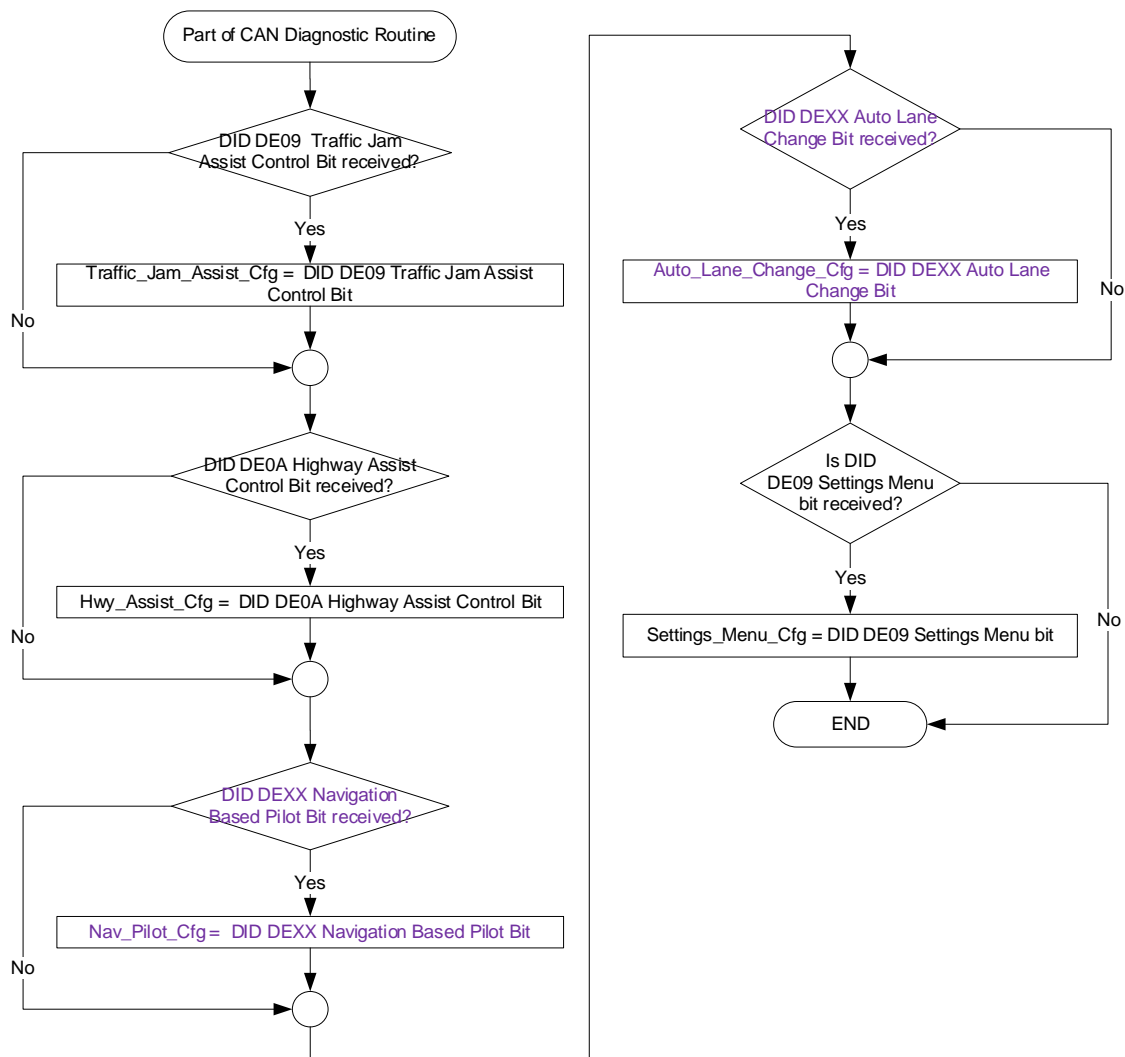 Part of CAN Diagnostic Routine
DID DE09  Traffic Jam
Assist Control Bit received?
Yes
Traffic_Jam_Assist_Cfg =  DID DE09 Traffic Jam Assist
Control Bit
No
DID DE0A Highway Assist
Control Bit received?
Yes
Hwy_Assist_Cfg =  DID DE0A Highway Assist Control Bit
No
DID DEXX Navigation
Based Pilot Bit received?
Yes
Nav_Pilot_Cfg =  DID DEXX Navigation Based Pilot Bit
No
DID DEXX Auto Lane
Change Bit received?
Yes
Auto_Lane_Change_Cfg = DID DEXX Auto Lane
Change Bit
No
Is DID
DE09 Settings Menu
bit received?
Yes
Settings_Menu_Cfg = DID DE09 Settings Menu bit
No
END